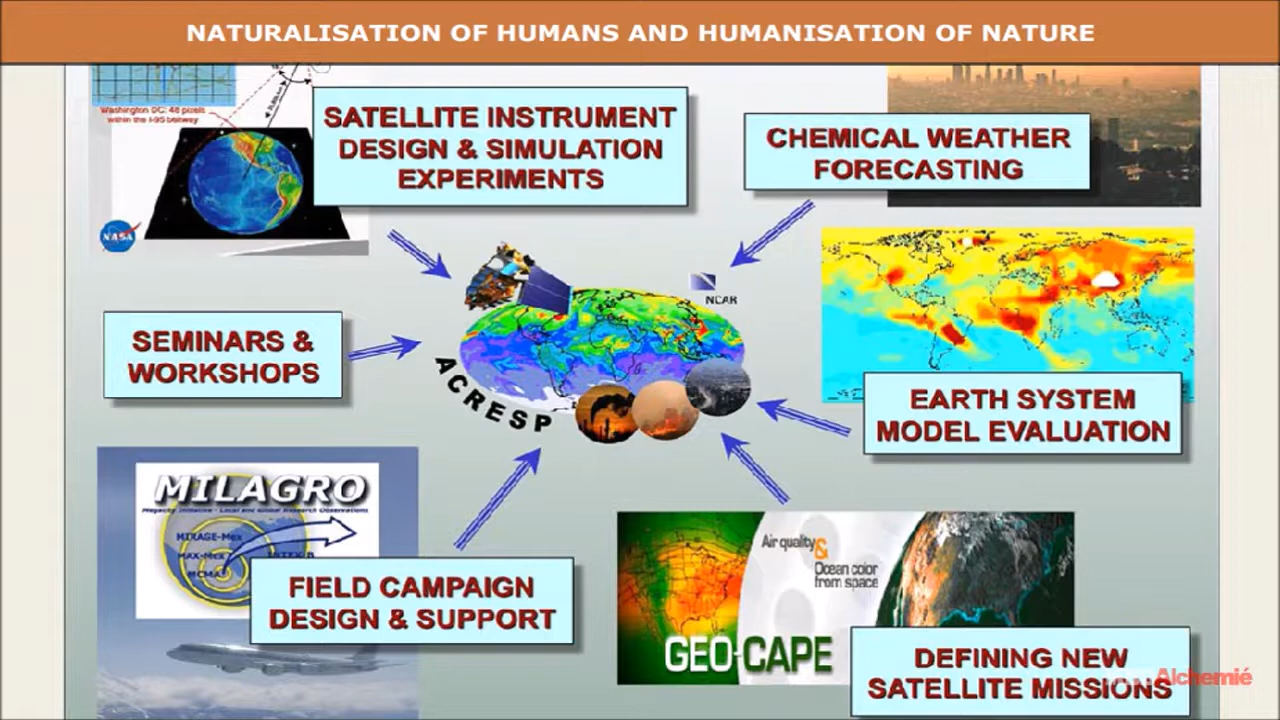 NATURALISATION OF HUMANS AND HUMANISATION OF NATURE
Washington DC: 48 pixels
within the I-95 beltway
NASA
SATELLITE INSTRUMENT
DESIGN & SIMULATION
EXPERIMENTS
CHEMICAL WEATHER
FORECASTING
NCAR
SEMINARS &
WORKSHOPS
ACRESP
EARTH SYSTEM
MODEL EVALUATION
MILAGRO
Megacity Initiative - Local and Global Research Observations
MIRAGE-Mex
MAX-Mex
INTEX-B
FIELD CAMPAIGN
DESIGN & SUPPORT
Air quality
&
Ocean color
from space
GEO-CAPE
DEFINING NEW
SATELLITE MISSIONS
Alchemié